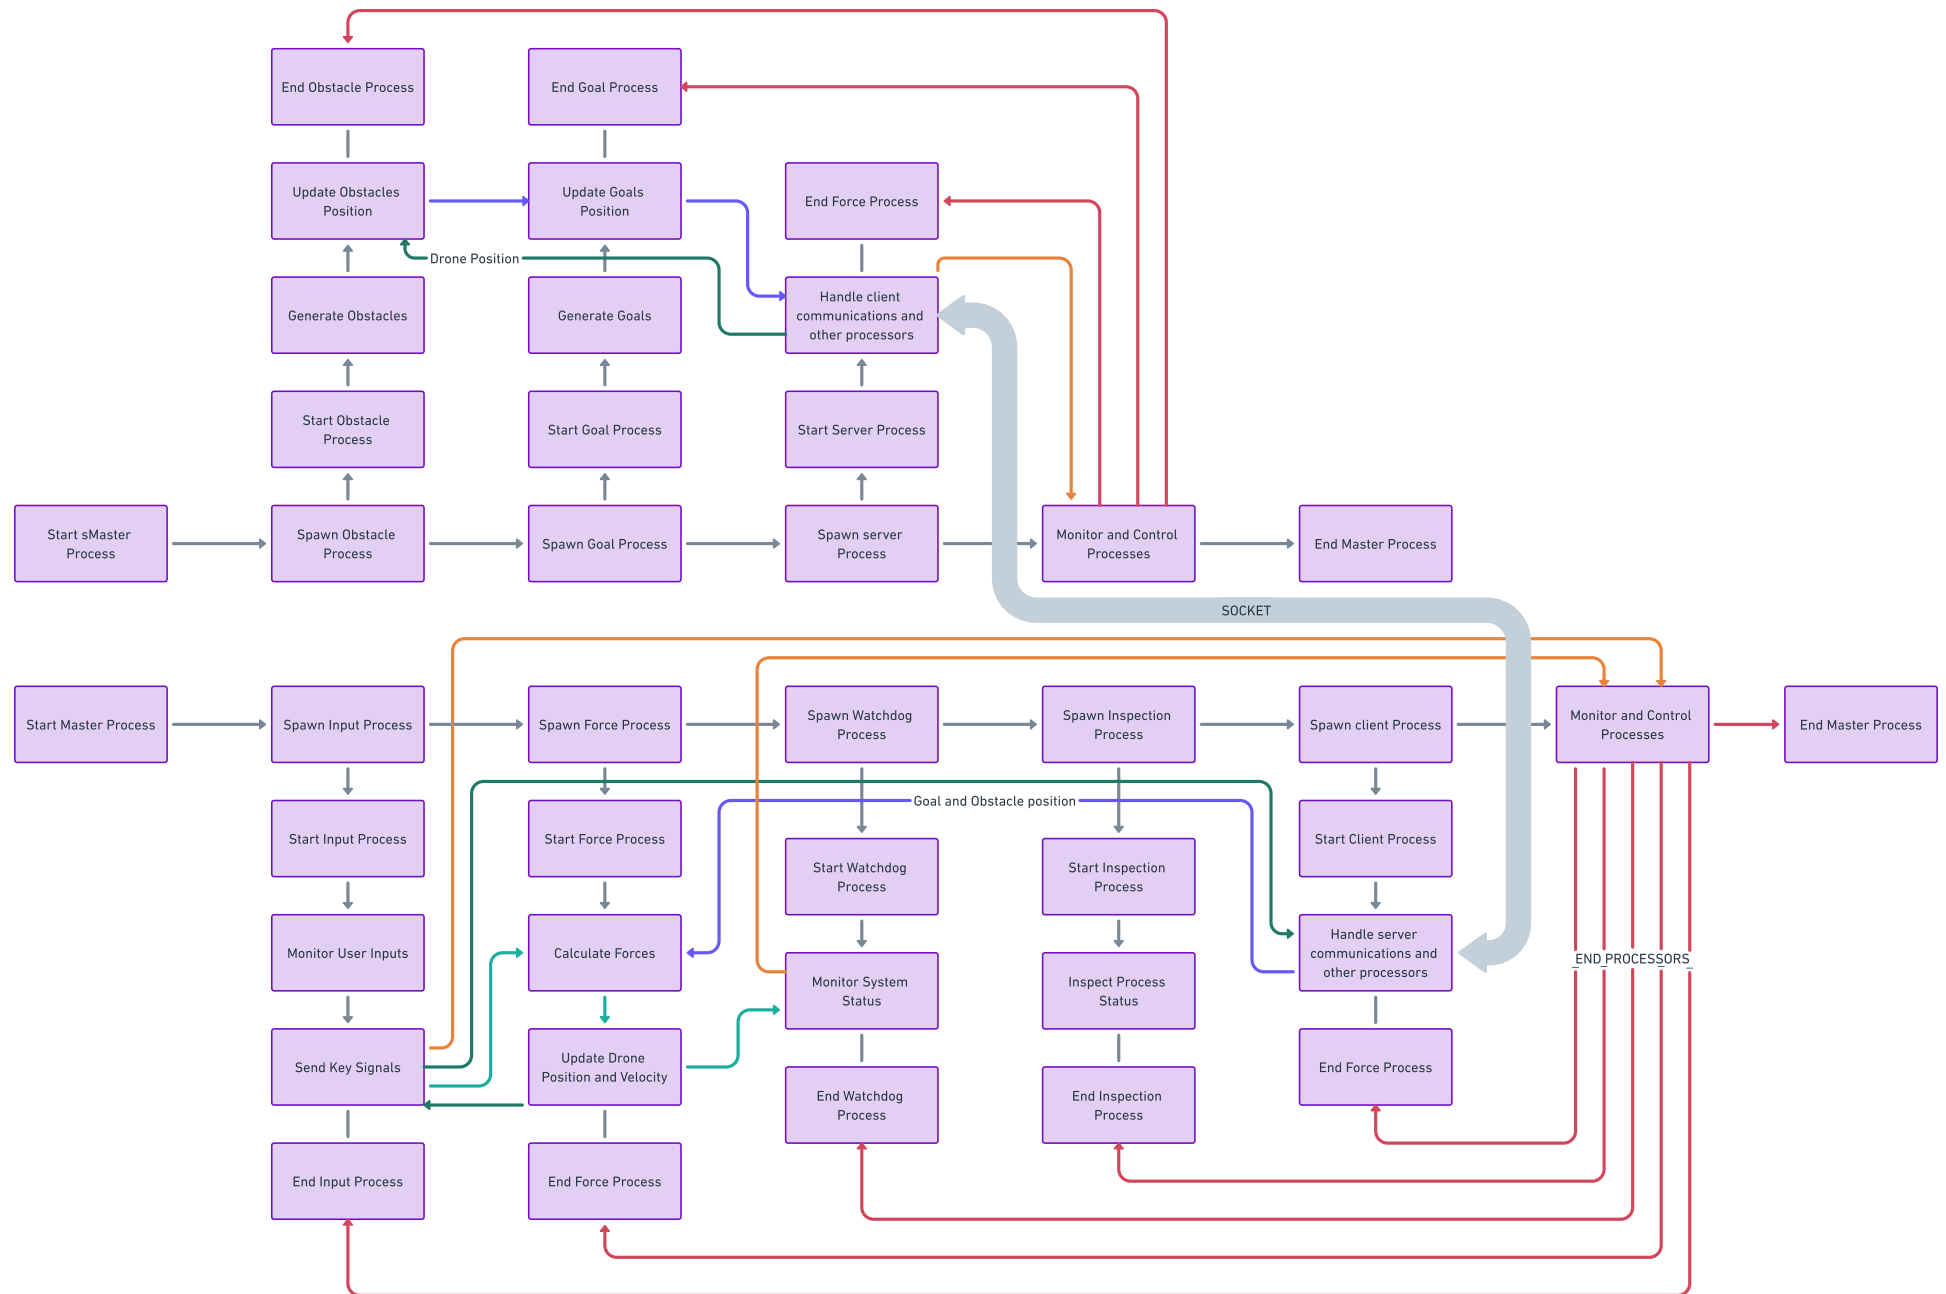 End Obstacle Process
End Goal Process
Update Obstacles
Position
Update Goals
Position
End Force Process
Drone Position
Generate Obstacles
Generate Goals
Handle client
communications and
other processors
Start Obstacle
Process
Start Goal Process
Start Server Process
Start sMaster
Process
Spawn Obstacle
Process
Spawn Goal Process
Spawn server
Process
Monitor and Control
Processes
End Master Process
SOCKET
Start Master Process
Spawn Input Process
Spawn Force Process
Spawn Watchdog
Process
Spawn Inspection
Process
Spawn client Process
Monitor and Control
Processes
End Master Process
Goal and Obstacle position
Start Input Process
Start Force Process
Start Watchdog
Process
Start Inspection
Process
Start Client Process
Monitor User Inputs
Calculate Forces
Monitor System
Status
Inspect Process
Status
Handle server
communications and
other processors
_END_PROCESSORS_
Send Key Signals
Update Drone
Position and Velocity
End Watchdog
Process
End Inspection
Process
End Force Process
End Input Process
End Force Process